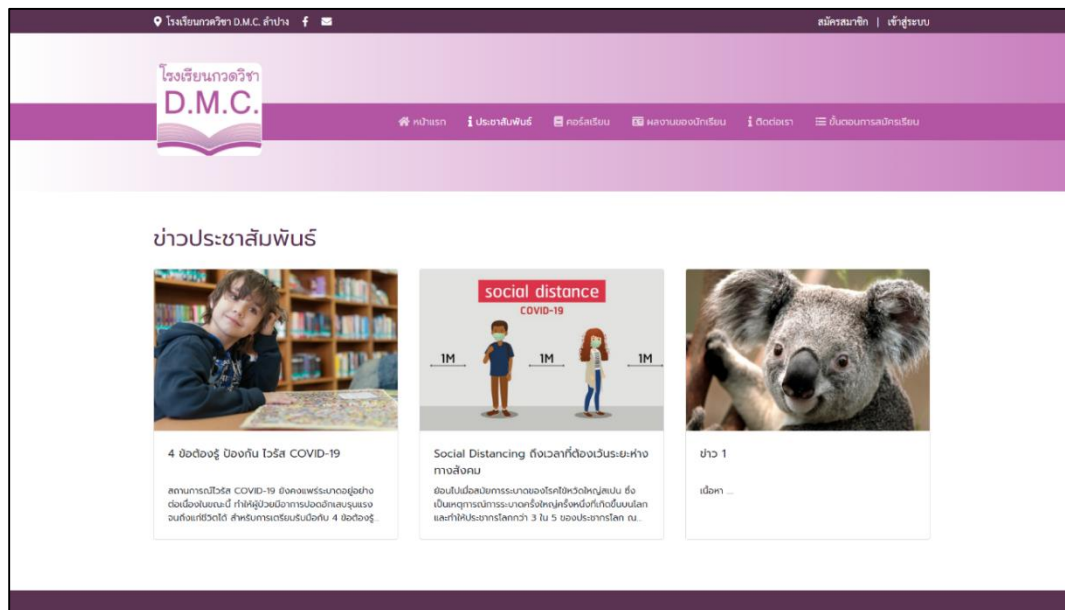 โรงเรียนกวดวิชา D.M.C. ลำปาง
สมัครสมาชิก | เข้าสู่ระบบ
โรงเรียนกวดวิชา
D.M.C.
หน้าแรก ประชาสัมพันธ์ คอร์สเรียน ผลงานของนักเรียน ติดต่อเรา ขั้นตอนการสมัครเรียน
ข่าวประชาสัมพันธ์
4 ข้อต้องรู้ ป้องกัน ไวรัส COVID-19
สถานการณ์ไวรัส COVID-19 ยังคงแพร่ระบาดอยู่อย่าง
ต่อเนื่องในขณะนี้ ทำให้ผู้ป่วยมีอาการปอดอักเสบรุนแรง
จนถึงแก่ชีวิตได้ สำหรับการเตรียมรับมือกับ 4 ข้อต้องรู้...
social distance
COVID-19
1M 1M 1M
Social Distancing ถึงเวลาที่ต้องเว้นระยะห่าง
ทางสังคม
ย้อนไปเมื่อสมัยการระบาดของโรคไข้หวัดใหญ่สเปน ซึ่ง
เป็นเหตุการณ์การระบาดครั้งใหญ่ครั้งหนึ่งที่เกิดขึ้นบนโลก
และทำให้ประชากรโลกกว่า 3 ใน 5 ของประชากรโลก ณ...
ข่าว 1
เนื้อหา ...